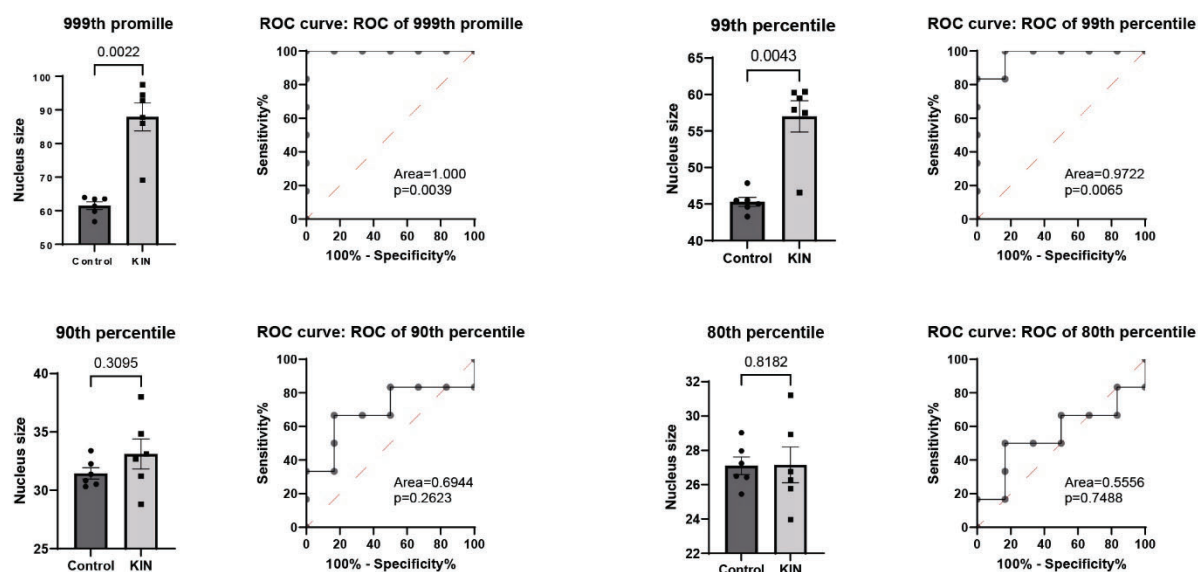 999th promille
0.0022
Nucleus size
100
90
80
70
60
50
Control
KIN
ROC curve: ROC of 999th promille
Sensitivity%
100
80
60
40
20
0
Area=1.000
p=0.0039
0 20 40 60 80 100
100% - Specificity%
99th percentile
0.0043
Nucleus size
65
60
55
50
45
40
Control KIN
ROC curve: ROC of 99th percentile
Sensitivity%
100
80
60
40
20
0
Area=0.9722
p=0.0065
0 20 40 60 80 100
100% - Specificity%
90th percentile
0.3095
Nucleus size
40
35
30
25
Control KIN
ROC curve: ROC of 90th percentile
Sensitivity%
100
80
60
40
20
0
Area=0.6944
p=0.2623
0 20 40 60 80 100
100% - Specificity%
80th percentile
0.8182
Nucleus size
32
30
28
26
24
22
Control KIN
ROC curve: ROC of 80th percentile
Sensitivity%
100
80
60
40
20
0
Area=0.5556
p=0.7488
0 20 40 60 80 100
100% - Specificity%